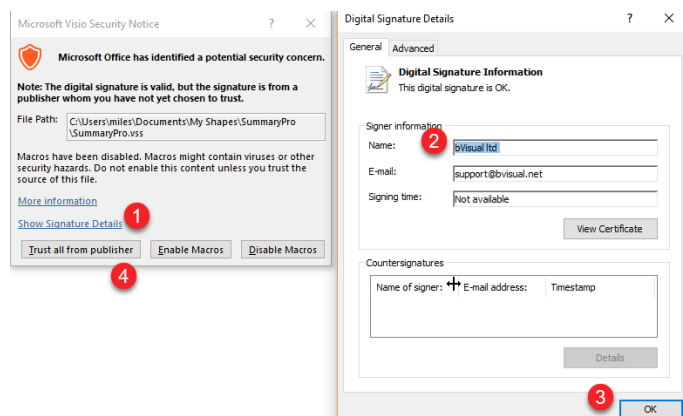 Microsoft Visio Security Notice ? ×
Microsoft Office has identified a potential security concern.
Note: The digital signature is valid, but the signature is from a
publisher whom you have not yet chosen to trust.
File Path: C:\Users\miles\Documents\My Shapes\SummaryPro
\SummaryPro.vss
Macros have been disabled. Macros might contain viruses or other
security hazards. Do not enable this content unless you trust the
source of this file.
More information
Show Signature Details
1
Trust all from publisher Enable Macros Disable Macros
4
Digital Signature Details ? ×
General Advanced
Digital Signature Information
This digital signature is OK.
Signer information
Name: bVisual ltd
2
E-mail: support@bvisual.net
Signing time: Not available
View Certificate
Countersignatures
Name of signer: E-mail address: Timestamp
Details
3
OK